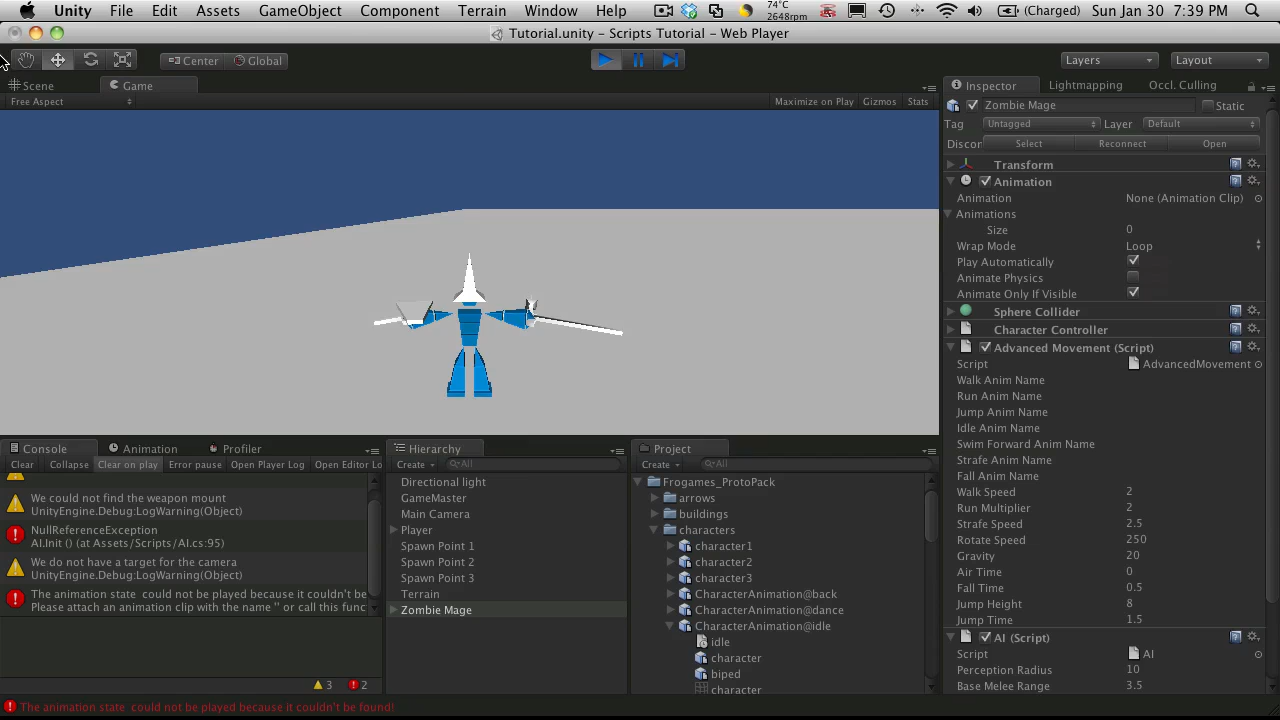 Unity File Edit Assets GameObject Component Terrain Window Help 74°C 2648rpm (Charged) Sun Jan 30 7:39 PM
Tutorial.unity – Scripts Tutorial – Web Player
Center Global Layers Layout
Scene Game
Free Aspect Maximize on Play Gizmos Stats
Inspector Lightmapping Occl. Culling
Zombie Mage Static
Tag Untagged Layer Default
Discor Select Reconnect Open
Transform
Animation
Animation None (Animation Clip)
Animations
Size 0
Wrap Mode Loop
Play Automatically
Animate Physics
Animate Only If Visible
Sphere Collider
Character Controller
Advanced Movement (Script)
Script AdvancedMovement
Walk Anim Name
Run Anim Name
Jump Anim Name
Idle Anim Name
Swim Forward Anim Name
Strafe Anim Name
Fall Anim Name
Walk Speed 2
Run Multiplier 2
Strafe Speed 2.5
Rotate Speed 250
Gravity 20
Air Time 0
Fall Time 0.5
Jump Height 8
Jump Time 1.5
AI (Script)
Script AI
Perception Radius 10
Base Melee Range 3.5
Console Animation Profiler
Clear Collapse Clear on play Error pause Open Player Log Open Editor Lo
We could not find the weapon mount
UnityEngine.Debug:LogWarning(Object)
NullReferenceException
AI.Init () (at Assets/Scripts/AI.cs:95)
We do not have a target for the camera
UnityEngine.Debug:LogWarning(Object)
The animation state could not be played because it couldn't be
Please attach an animation clip with the name '' or call this func
3 2
The animation state could not be played because it couldn't be found!
Hierarchy
Create All
Directional light
GameMaster
Main Camera
Player
Spawn Point 1
Spawn Point 2
Spawn Point 3
Terrain
Zombie Mage
Project
Create All
Frogames_ProtoPack
arrows
buildings
characters
character1
character2
character3
CharacterAnimation@back
CharacterAnimation@dance
CharacterAnimation@idle
idle
character
biped
character